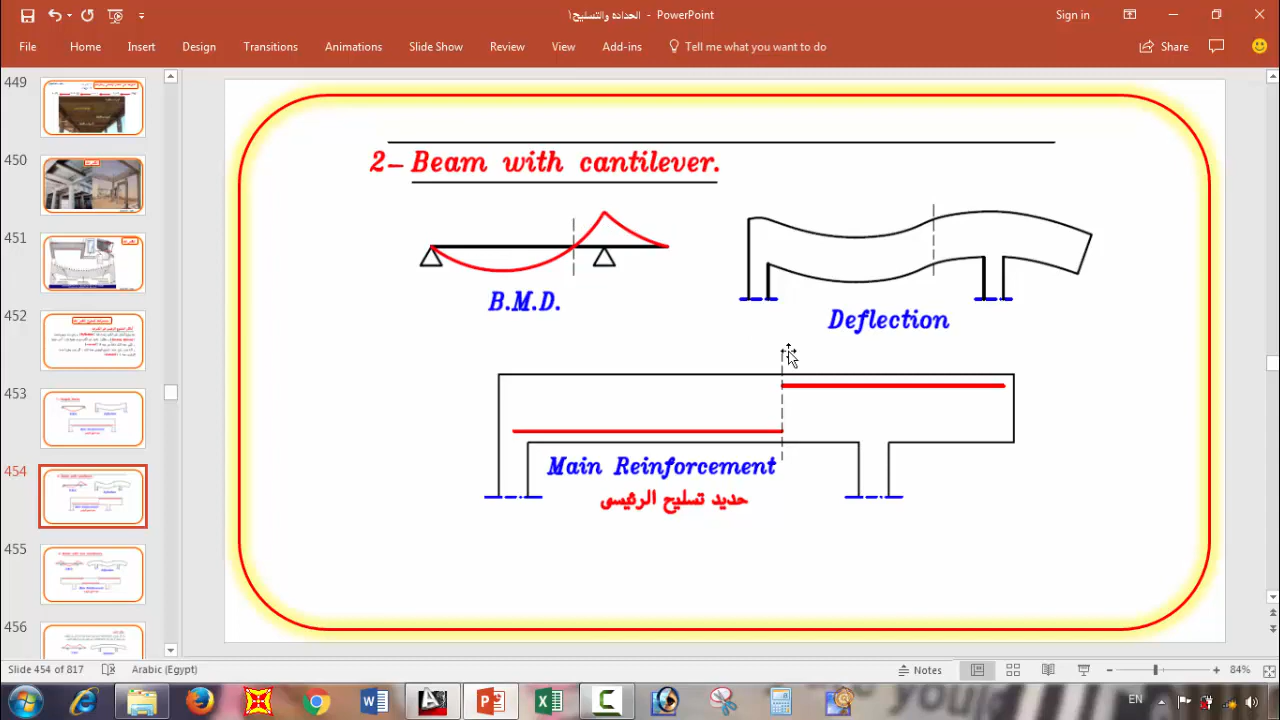 الحداده والتسليح١ - PowerPoint
Sign in
File
Home
Insert
Design
Transitions
Animations
Slide Show
Review
View
Add-ins
Tell me what you want to do
Share
449
450
451
452
453
454
455
456
2- Beam with cantilever.
B.M.D.
Deflection
Main Reinforcement
حديد تسليح الرئيسى
Slide 454 of 817
Arabic (Egypt)
Notes
84%
EN